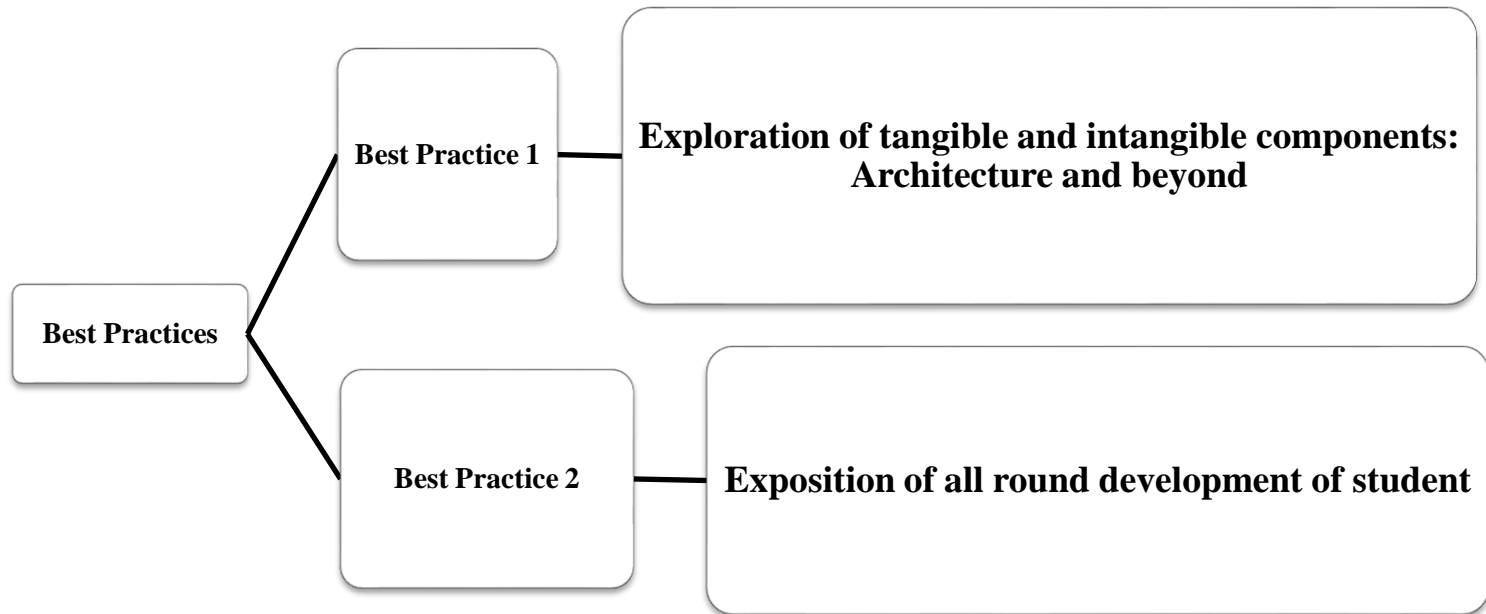 Best Practices
Best Practice 1
Exploration of tangible and intangible components:
Architecture and beyond
Best Practice 2
Exposition of all round development of student